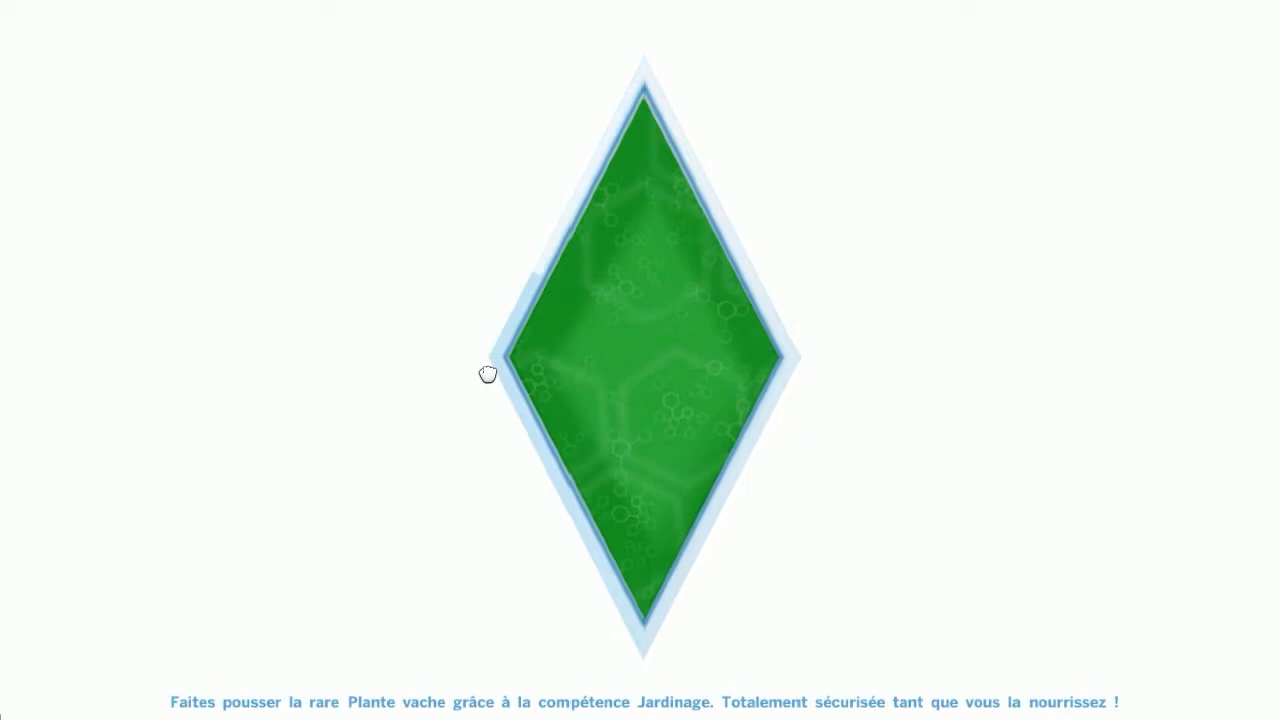 Faites pousser la rare Plante vache grâce à la compétence Jardinage. Totalement sécurisée tant que vous la nourrissez !